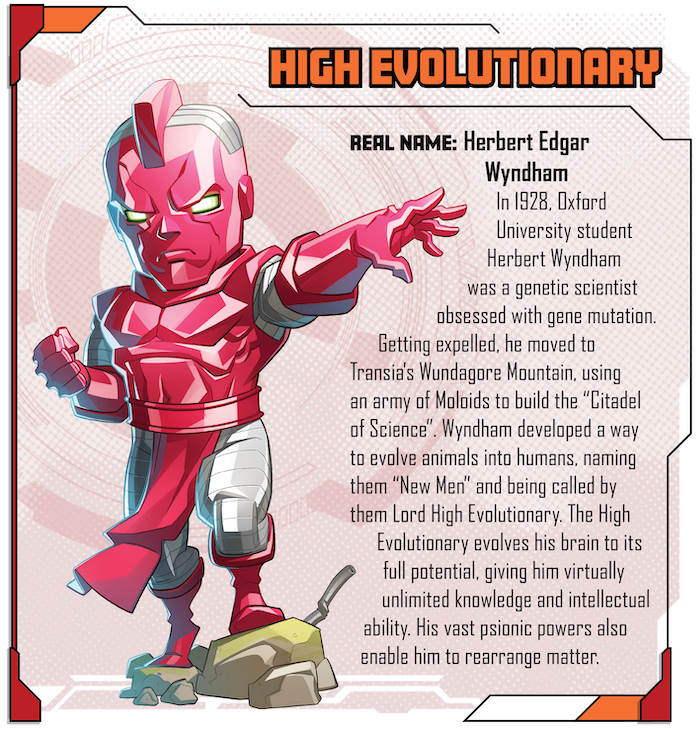 HIGH EVOLUTIONARY
REAL NAME: Herbert Edgar
Wyndham
In 1928, Oxford
University student
Herbert Wyndham
was a genetic scientist
obsessed with gene mutation.
Getting expelled, he moved to
Transia's Wundagore Mountain, using
an army of Moloids to build the "Citadel
of Science". Wyndham developed a way
to evolve animals into humans, naming
them "New Men" and being called by
them Lord High Evolutionary. The High
Evolutionary evolves his brain to its
full potential, giving him virtually
unlimited knowledge and intellectual
ability. His vast psionic powers also
enable him to rearrange matter.